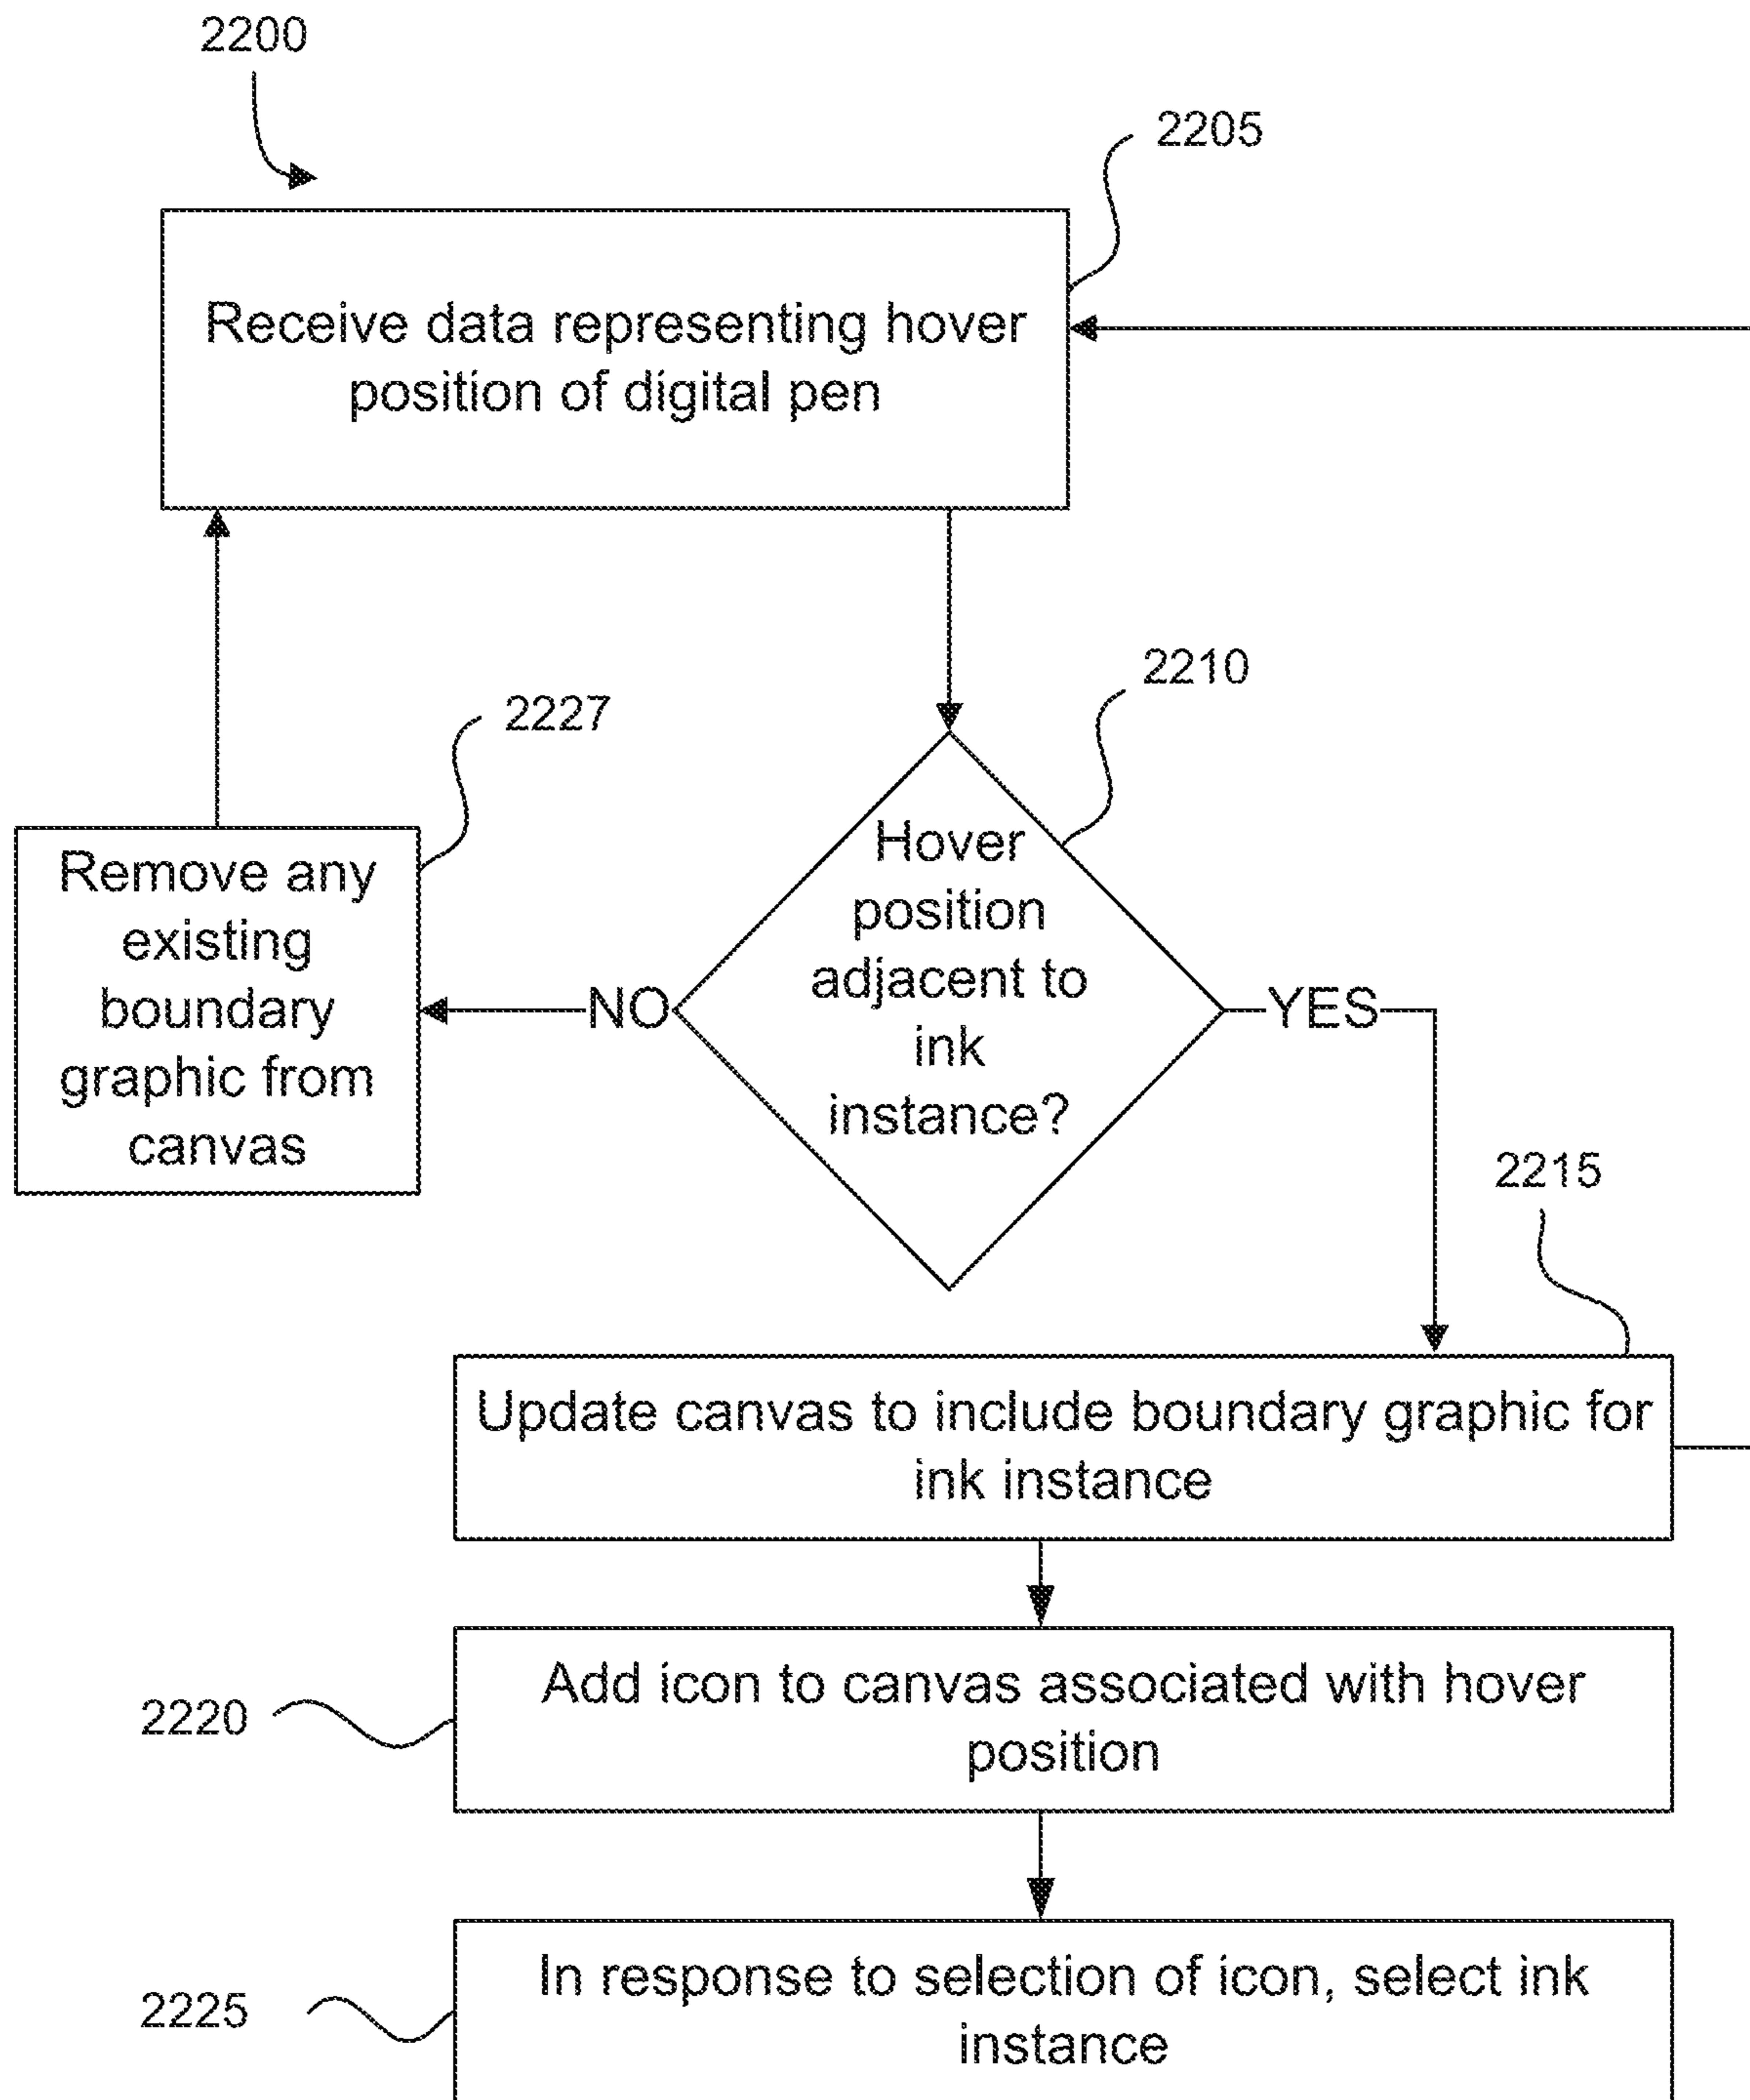 2200
2205
Receive data representing hover
position of digital pen
2210
2227
Hover
position
adjacent to
ink
instance?
Remove any
existing
boundary
graphic from
canvas
NO
YES
2215
Update canvas to include boundary graphic for
ink instance
2220
Add icon to canvas associated with hover
position
2225
In response to selection of icon, select ink
instance